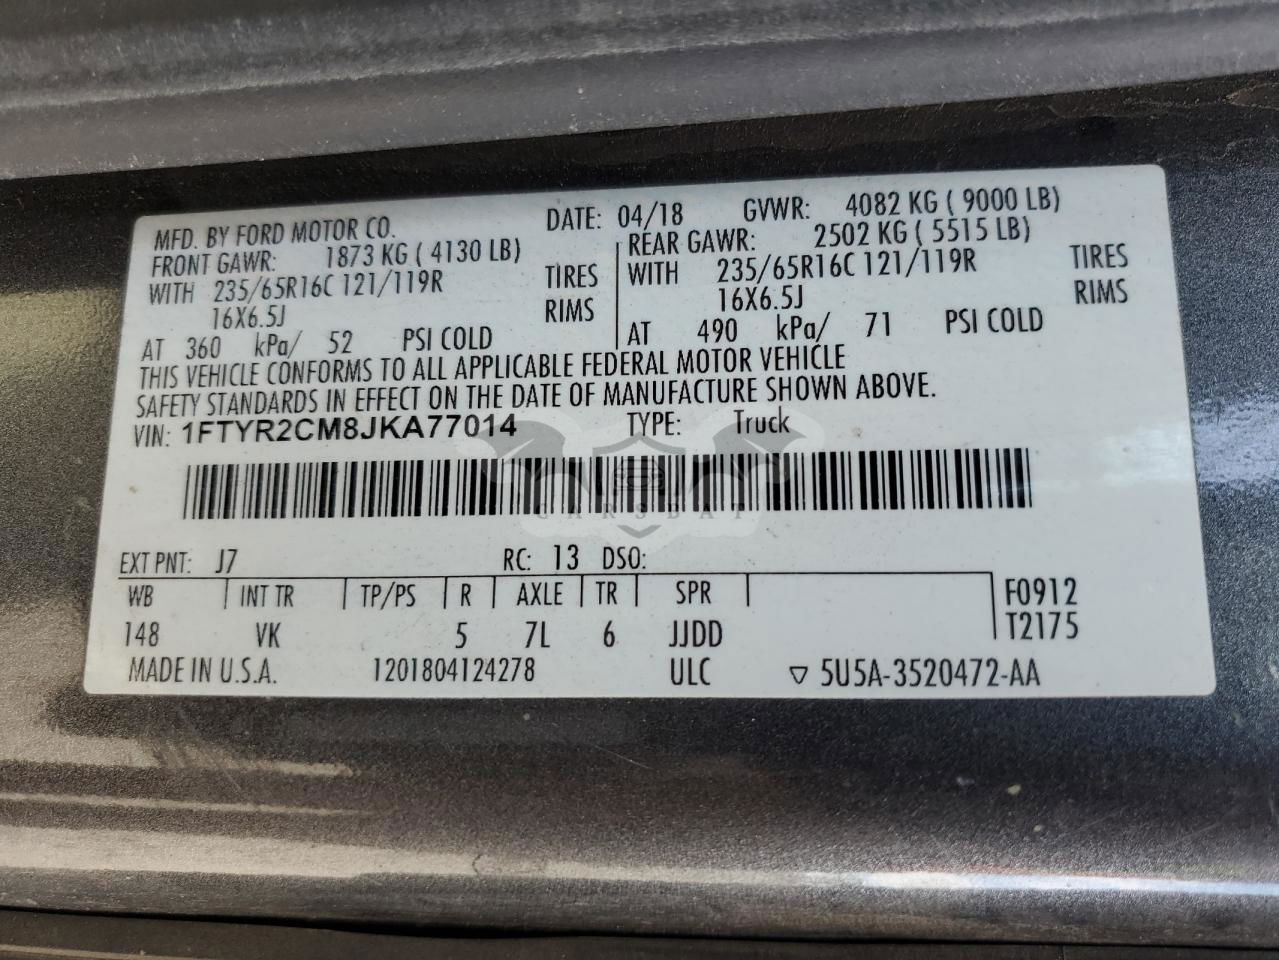 MFD. BY FORD MOTOR CO. DATE: 04/18 GVWR: 4082 KG ( 9000 LB)
FRONT GAWR: 1873 KG ( 4130 LB) REAR GAWR: 2502 KG ( 5515 LB)
WITH 235/65R16C 121/119R TIRES WITH 235/65R16C 121/119R TIRES
16X6.5J RIMS 16X6.5J RIMS
AT 360 kPa/ 52 PSI COLD AT 490 kPa/ 71 PSI COLD
THIS VEHICLE CONFORMS TO ALL APPLICABLE FEDERAL MOTOR VEHICLE
SAFETY STANDARDS IN EFFECT ON THE DATE OF MANUFACTURE SHOWN ABOVE.
VIN: 1FTYR2CM8JKA77014 TYPE: Truck
CARSBAT
EXT PNT: J7 RC: 13 DSO:
WB INT TR TP/PS R AXLE TR SPR F0912
148 VK 5 7L 6 JJDD T2175
MADE IN U.S.A. 1201804124278 ULC ▽ 5U5A-3520472-AA